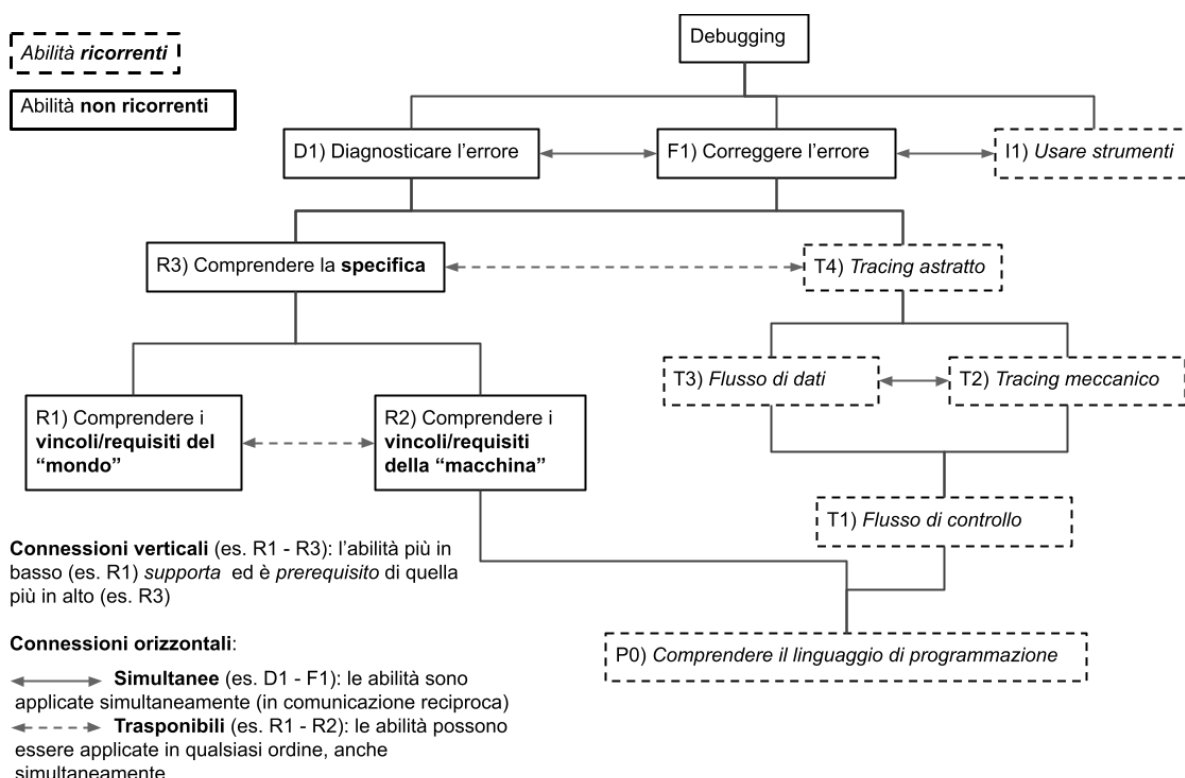 Debugging
Abilità ricorrenti
Abilità non ricorrenti
D1) Diagnosticare l'errore
F1) Correggere l'errore
I1) Usare strumenti
R3) Comprendere la specifica
T4) Tracing astratto
T3) Flusso di dati
T2) Tracing meccanico
R1) Comprendere i
vincoli/requisiti del
“mondo”
R2) Comprendere i
vincoli/requisiti
della “macchina”
T1) Flusso di controllo
Connessioni verticali (es. R1 - R3): l'abilità più in
basso (es. R1) supporta ed è prerequisito di quella
più in alto (es. R3)
P0) Comprendere il linguaggio di programmazione
Connessioni orizzontali:
Simultanee (es. D1 - F1): le abilità sono
applicate simultaneamente (in comunicazione reciproca)
Trasponibili (es. R1 - R2): le abilità possono
essere applicate in qualsiasi ordine, anche
simultaneamente